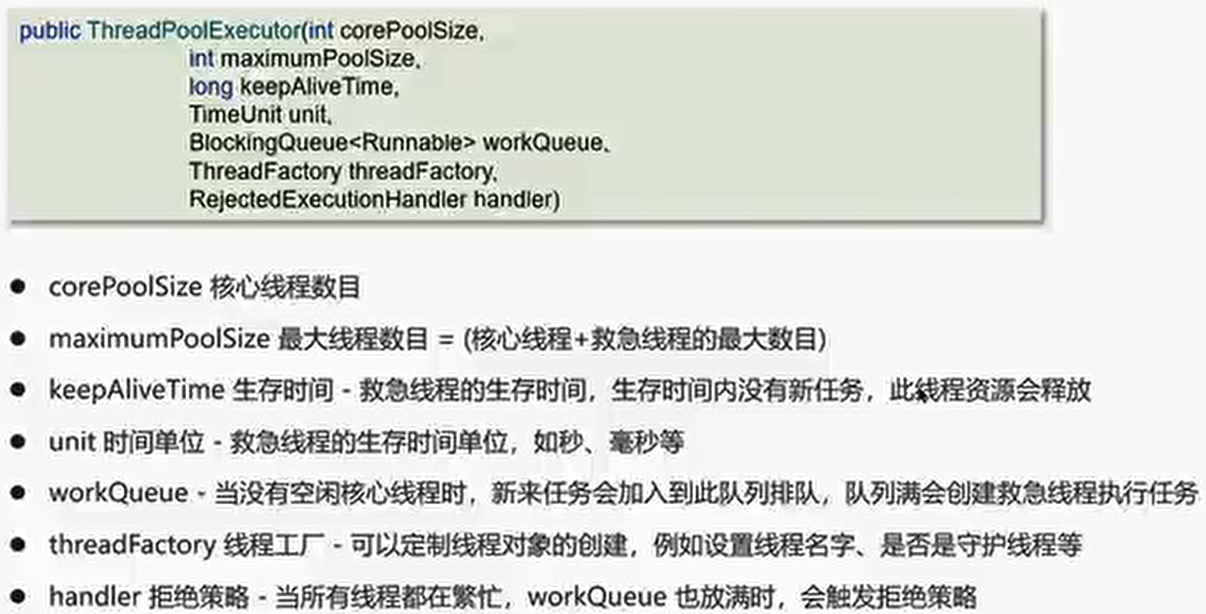 public ThreadPoolExecutor(int corePoolSize,
int maximumPoolSize,
long keepAliveTime,
TimeUnit unit,
BlockingQueue<Runnable> workQueue,
ThreadFactory threadFactory,
RejectedExecutionHandler handler)
● corePoolSize 核心线程数目
● maximumPoolSize 最大线程数目 = (核心线程+救急线程的最大数目)
● keepAliveTime 生存时间 - 救急线程的生存时间，生存时间内没有新任务，此线程资源会释放
● unit 时间单位 - 救急线程的生存时间单位，如秒、毫秒等
● workQueue - 当没有空闲核心线程时，新来任务会加入到此队列排队，队列满会创建救急线程执行任务
● threadFactory 线程工厂 - 可以定制线程对象的创建，例如设置线程名字、是否是守护线程等
● handler 拒绝策略 - 当所有线程都在繁忙，workQueue 也放满时，会触发拒绝策略